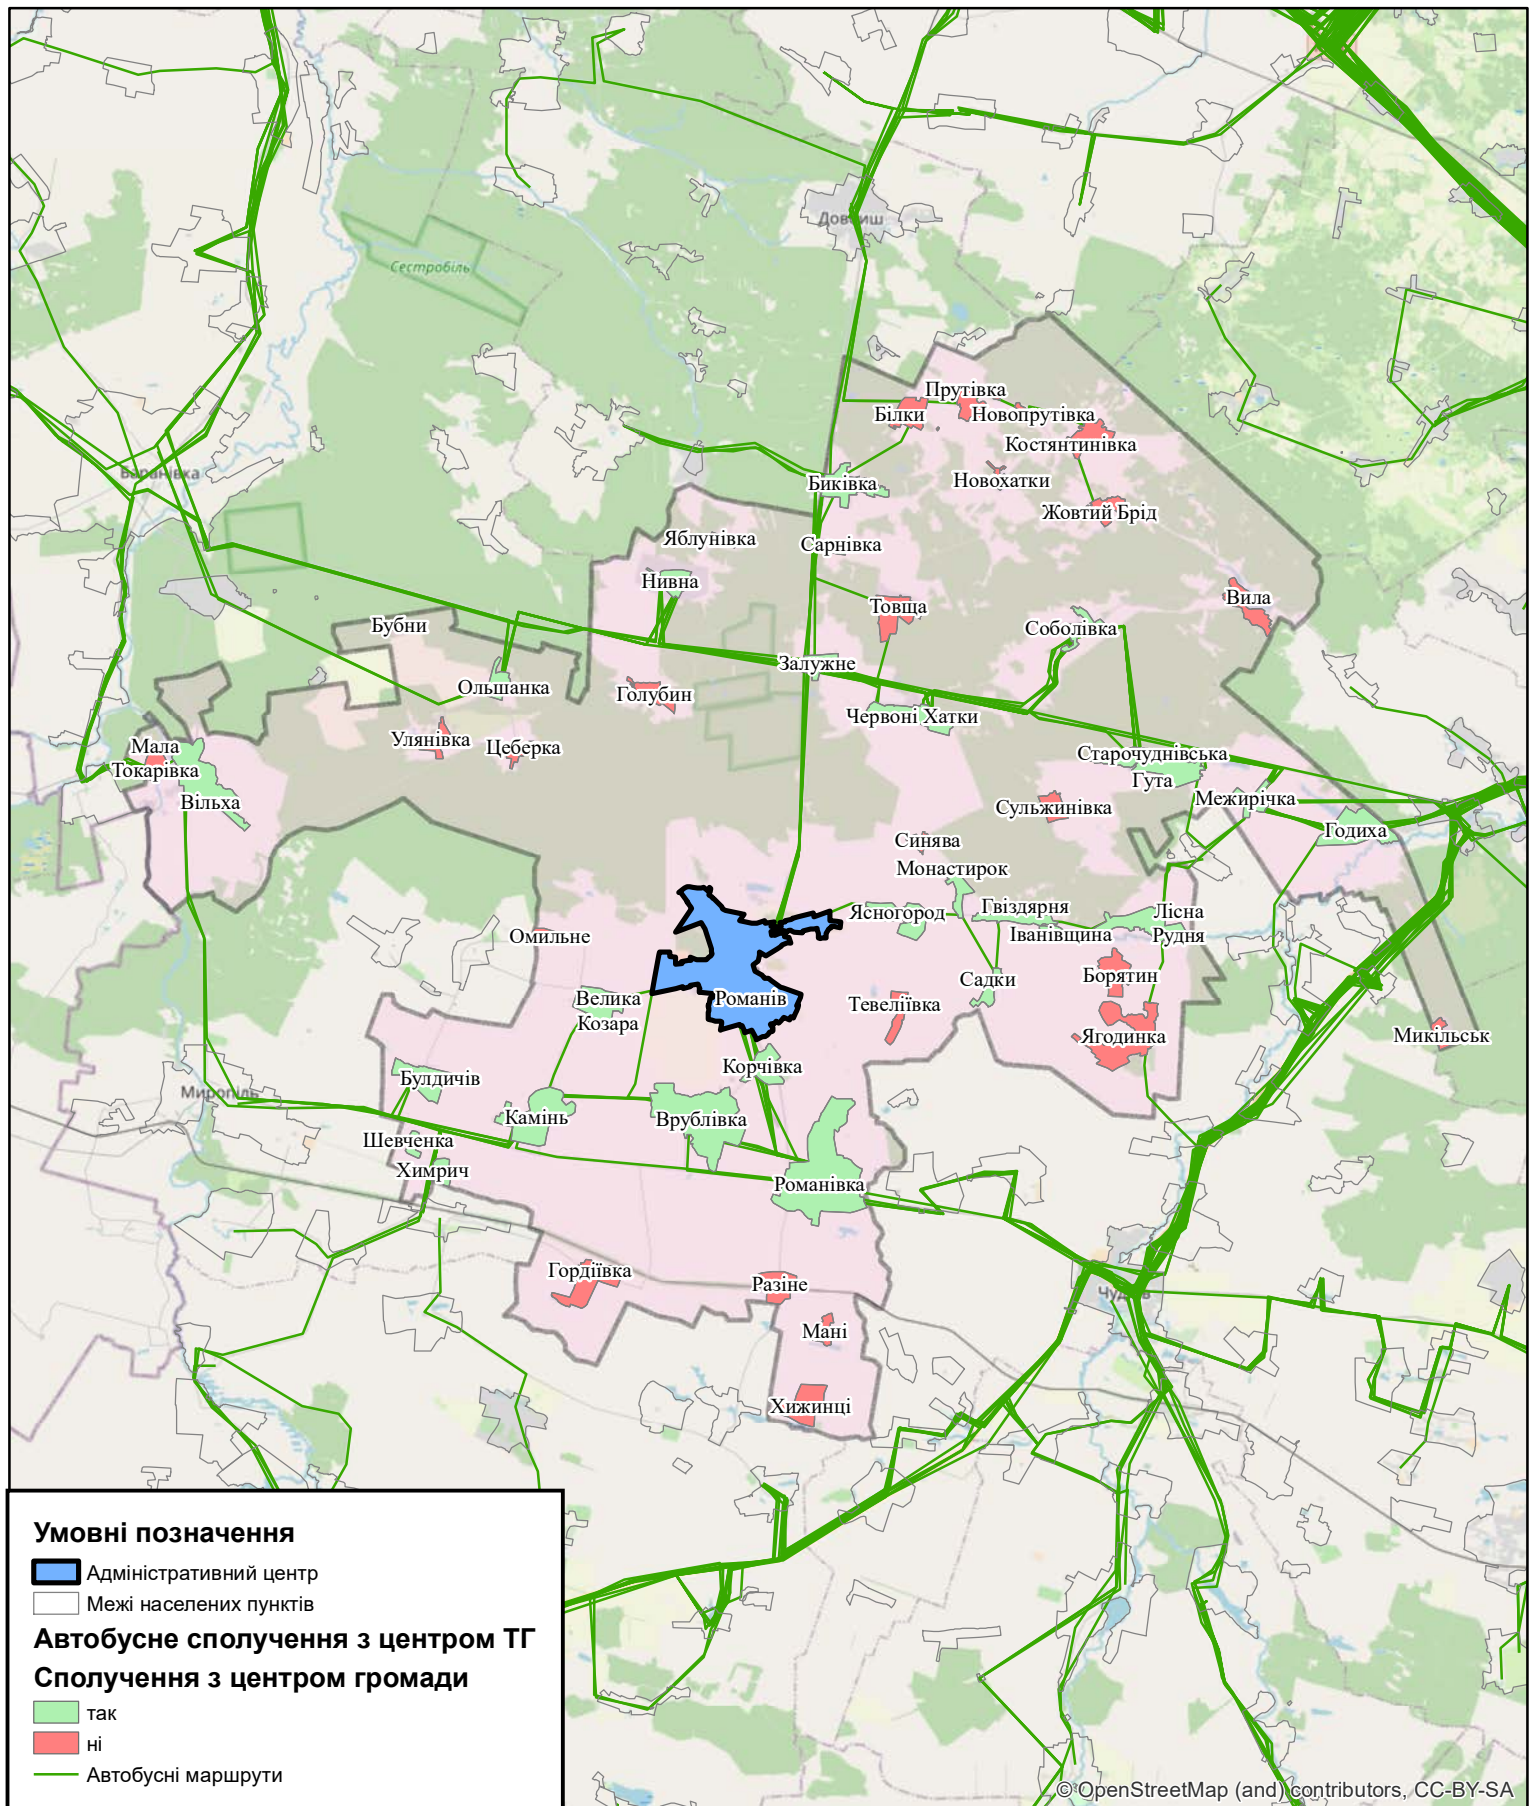 Довбиш
Сестробіль
Прутівка
Білки
Новопрутівка
Костянтинівка
Баранівка
Биківка
Новохатки
Жовтий Брід
Яблунівка
Сарнівка
Нивна
Товща
Вила
Бубни
Соболівка
Залужне
Ольшанка
Голубин
Червоні Хатки
Улянівка
Цеберка
Мала
Токарівка
Старочуднівська
Гута
Вільха
Межирічка
Сульжинівка
Годиха
Синява
Монастирок
Ясногород
Гвіздярня
Лісна
Рудня
Іванівщина
Омильне
Борятин
Садки
Велика
Козара
Романів
Тевеліївка
Ягодинка
Микільськ
Корчівка
Булдичів
Миропіль
Камінь
Врублівка
Шевченка
Химрич
Романівка
Гордіївка
Разіне
Чуднів
Мані
Хижинці
Умовні позначення
Адміністративний центр
Межі населених пунктів
Автобусне сполучення з центром ТГ
Сполучення з центром громади
так
ні
Автобусні маршрути
© OpenStreetMap (and) contributors, CC-BY-SA